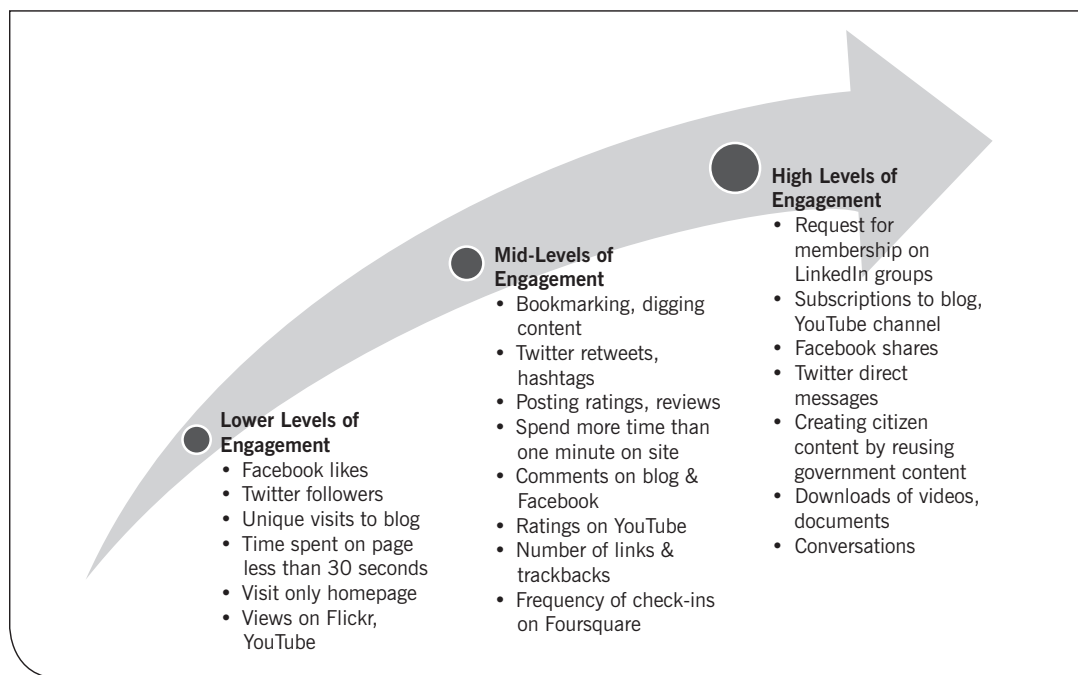 Lower Levels of
Engagement
• Facebook likes
• Twitter followers
• Unique visits to blog
• Time spent on page
less than 30 seconds
• Visit only homepage
• Views on Flickr,
YouTube
Mid-Levels of
Engagement
• Bookmarking, digging
content
• Twitter retweets,
hashtags
• Posting ratings, reviews
• Spend more time than
one minute on site
• Comments on blog &
Facebook
• Ratings on YouTube
• Number of links &
trackbacks
• Frequency of check-ins
on Foursquare
High Levels of
Engagement
• Request for
membership on
LinkedIn groups
• Subscriptions to blog,
YouTube channel
• Facebook shares
• Twitter direct
messages
• Creating citizen
content by reusing
government content
• Downloads of videos,
documents
• Conversations